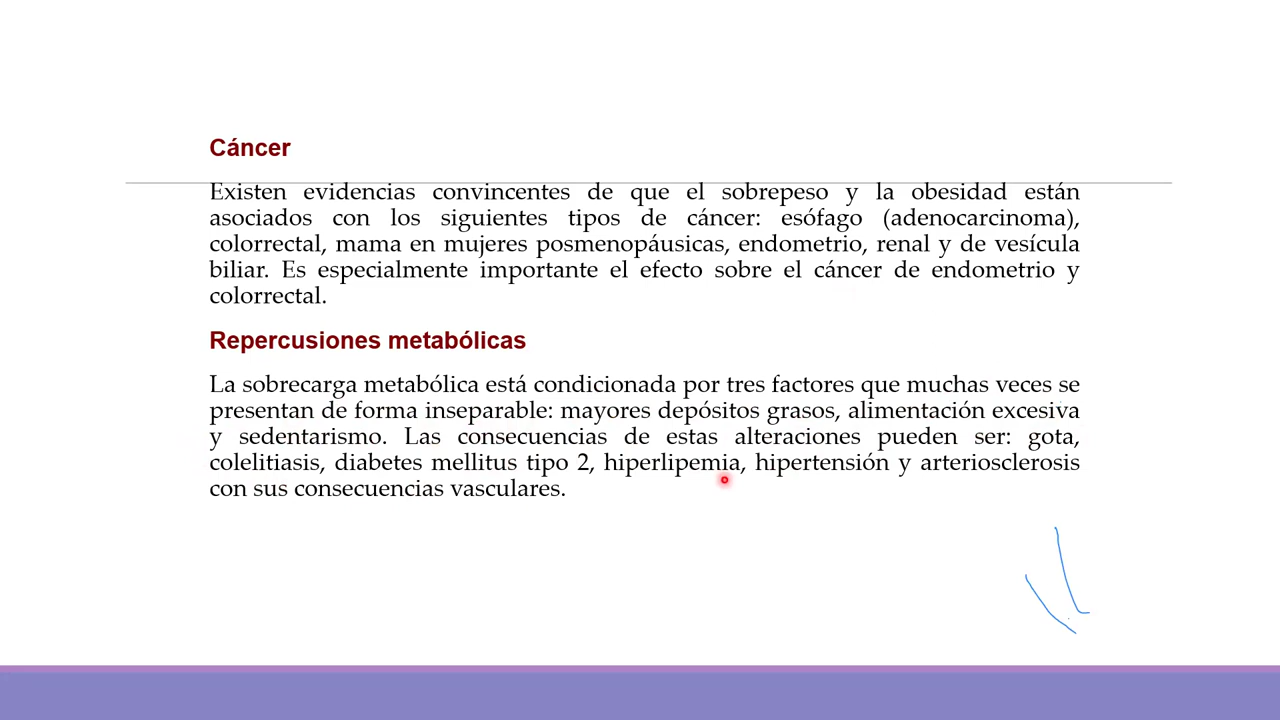 Cáncer
Existen evidencias convincentes de que el sobrepeso y la obesidad están
asociados con los siguientes tipos de cáncer: esófago (adenocarcinoma),
colorrectal, mama en mujeres posmenopáusicas, endometrio, renal y de vesícula
biliar. Es especialmente importante el efecto sobre el cáncer de endometrio y
colorrectal.
Repercusiones metabólicas
La sobrecarga metabólica está condicionada por tres factores que muchas veces se
presentan de forma inseparable: mayores depósitos grasos, alimentación excesiva
y sedentarismo. Las consecuencias de estas alteraciones pueden ser: gota,
colelitiasis, diabetes mellitus tipo 2, hiperlipemia, hipertensión y arteriosclerosis
con sus consecuencias vasculares.